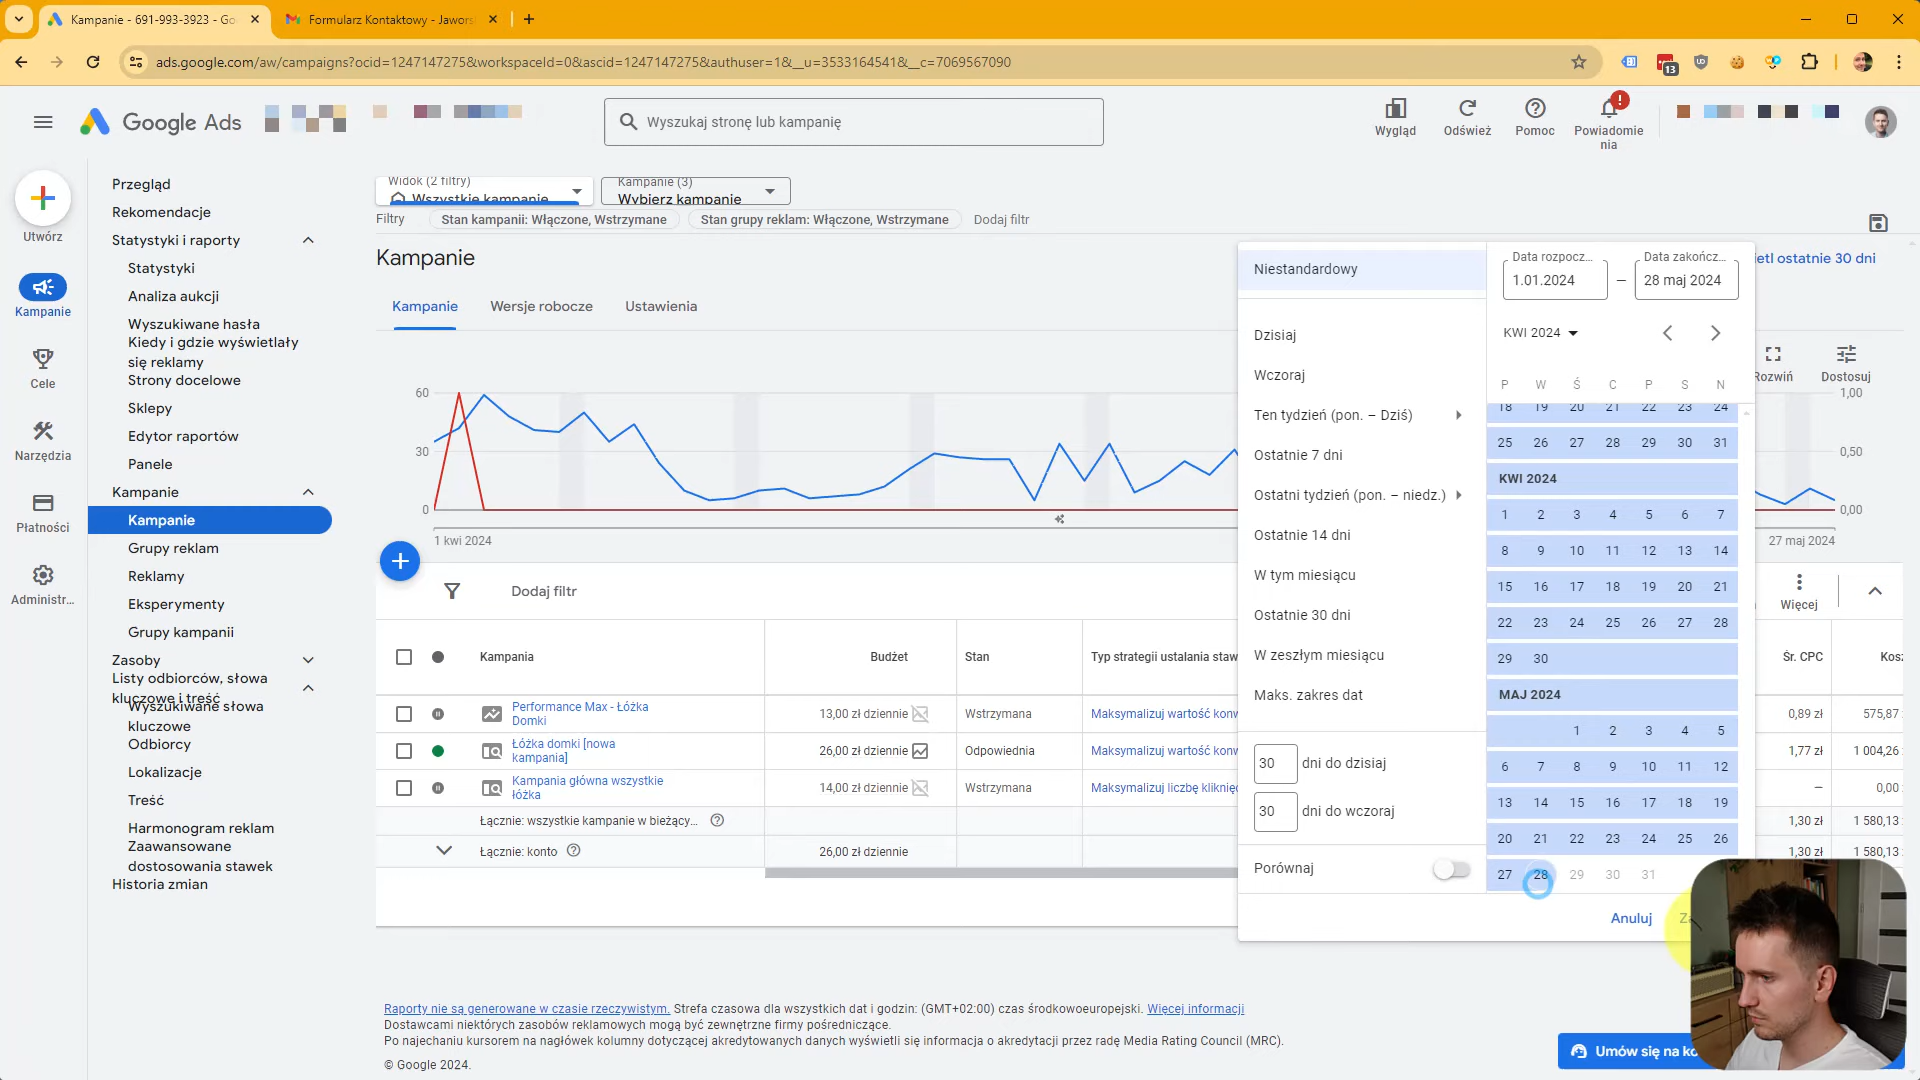 Kampanie - 691-993-3923 - Go
Formularz Kontaktowy - Jawors
ads.google.com/aw/campaigns?ocid=1247147275&workspaceId=0&ascid=1247147275&authuser=1&__u=3533164541&__c=7069567090
13
Google Ads
Wyszukaj stronę lub kampanię
Wygląd
Odśwież
Pomoc
Powiadomie
nia
Utwórz
Kampanie
Cele
Narzędzia
Płatności
Administr...
Przegląd
Rekomendacje
Statystyki i raporty
Statystyki
Analiza aukcji
Wyszukiwane hasła
Kiedy i gdzie wyświetlały
się reklamy
Strony docelowe
Sklepy
Edytor raportów
Panele
Kampanie
Kampanie
Grupy reklam
Reklamy
Eksperymenty
Grupy kampanii
Zasoby
Listy odbiorców, słowa
kluczowe i treść
Wyszukiwane słowa
kluczowe
Odbiorcy
Lokalizacje
Treść
Harmonogram reklam
Zaawansowane
dostosowania stawek
Historia zmian
Widok (2 filtry)
Wszystkie kampanie
Kampanie (3)
Wybierz kampanię
Filtry
Stan kampanii: Włączone, Wstrzymane
Stan grupy reklam: Włączone, Wstrzymane
Dodaj filtr
Kampanie
etl ostatnie 30 dni
Kampanie
Wersje robocze
Ustawienia
Rozwiń
Dostosuj
60
30
0
1,00
0,50
0,00
1 kwi 2024
27 maj 2024
Dodaj filtr
Więcej
Kampania
Budżet
Stan
Typ strategii ustalania staw
Śr. CPC
Kosz
Performance Max - Łóżka
Domki
13,00 zł dziennie
Wstrzymana
Maksymalizuj wartość konw
0,89 zł
575,87
Łóżka domki [nowa
kampania]
26,00 zł dziennie
Odpowiednia
Maksymalizuj wartość konw
1,77 zł
1 004,26
Kampania główna wszystkie
łóżka
14,00 zł dziennie
Wstrzymana
Maksymalizuj liczbę kliknię
–
0,00
Łącznie: wszystkie kampanie w bieżący...
1,30 zł
1 580,13
Łącznie: konto
26,00 zł dziennie
1,30 zł
1 580,13
Niestandardowy
Dzisiaj
Wczoraj
Ten tydzień (pon. – Dziś)
Ostatnie 7 dni
Ostatni tydzień (pon. – niedz.)
Ostatnie 14 dni
W tym miesiącu
Ostatnie 30 dni
W zeszłym miesiącu
Maks. zakres dat
30 dni do dzisiaj
30 dni do wczoraj
Porównaj
Data rozpocz...
1.01.2024
–
Data zakończ...
28 maj 2024
KWI 2024
P W Ś C P S N
18 19 20 21 22 23 24
25 26 27 28 29 30 31
KWI 2024
1 2 3 4 5 6 7
8 9 10 11 12 13 14
15 16 17 18 19 20 21
22 23 24 25 26 27 28
29 30
MAJ 2024
1 2 3 4 5
6 7 8 9 10 11 12
13 14 15 16 17 18 19
20 21 22 23 24 25 26
27 28 29 30 31
Anuluj
Za
Raporty nie są generowane w czasie rzeczywistym. Strefa czasowa dla wszystkich dat i godzin: (GMT+02:00) czas środkowoeuropejski. Więcej informacji
Dostawcami niektórych zasobów reklamowych mogą być zewnętrzne firmy pośredniczące.
Po najechaniu kursorem na nagłówek kolumny dotyczącej akredytowanych danych wyświetli się informacja o akredytacji przez radę Media Rating Council (MRC).
© Google 2024.
Umów się na ko